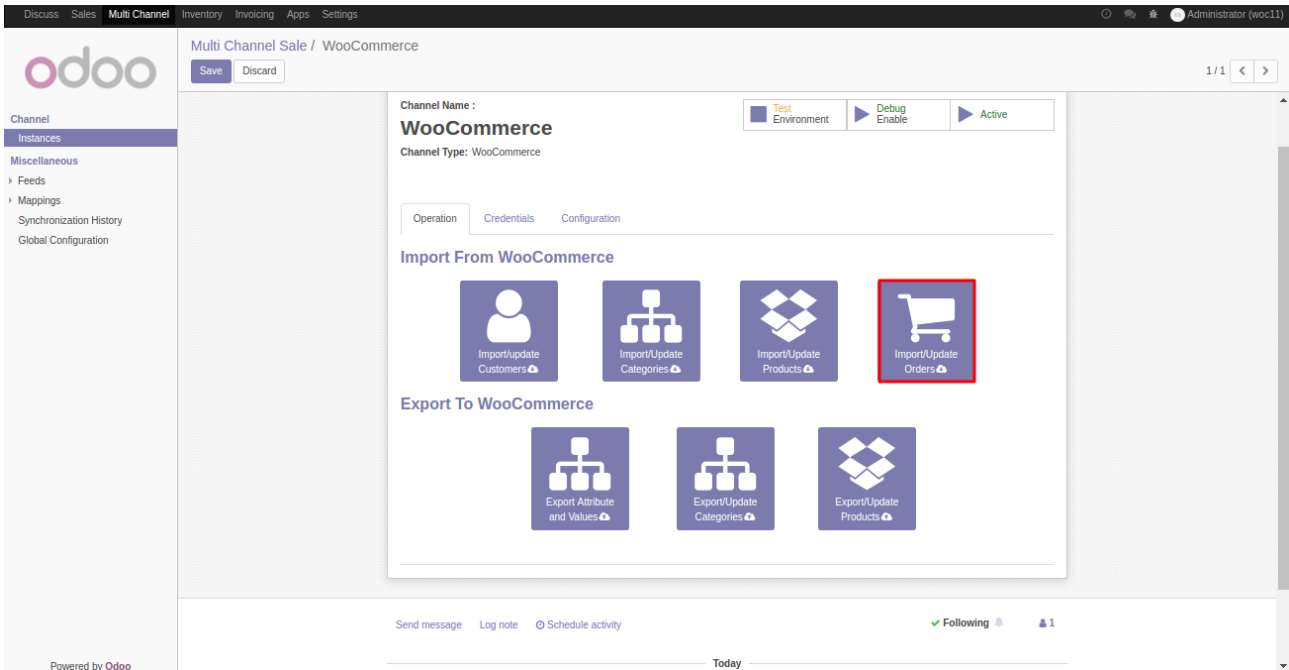 Discuss Sales Multi Channel Inventory Invoicing Apps Settings Administrator (woc11)
odoo
Multi Channel Sale / WooCommerce
Save Discard 1 / 1
Channel
Instances
Miscellaneous
Feeds
Mappings
Synchronization History
Global Configuration
Powered by Odoo
Channel Name :
WooCommerce
Channel Type: WooCommerce
Test
Environment
Debug
Enable
Active
Operation Credentials Configuration
Import From WooCommerce
Import/update
Customers
Import/Update
Categories
Import/Update
Products
Import/Update
Orders
Export To WooCommerce
Export Attribute
and Values
Export/Update
Categories
Export/Update
Products
Send message Log note Schedule activity Following 1
Today